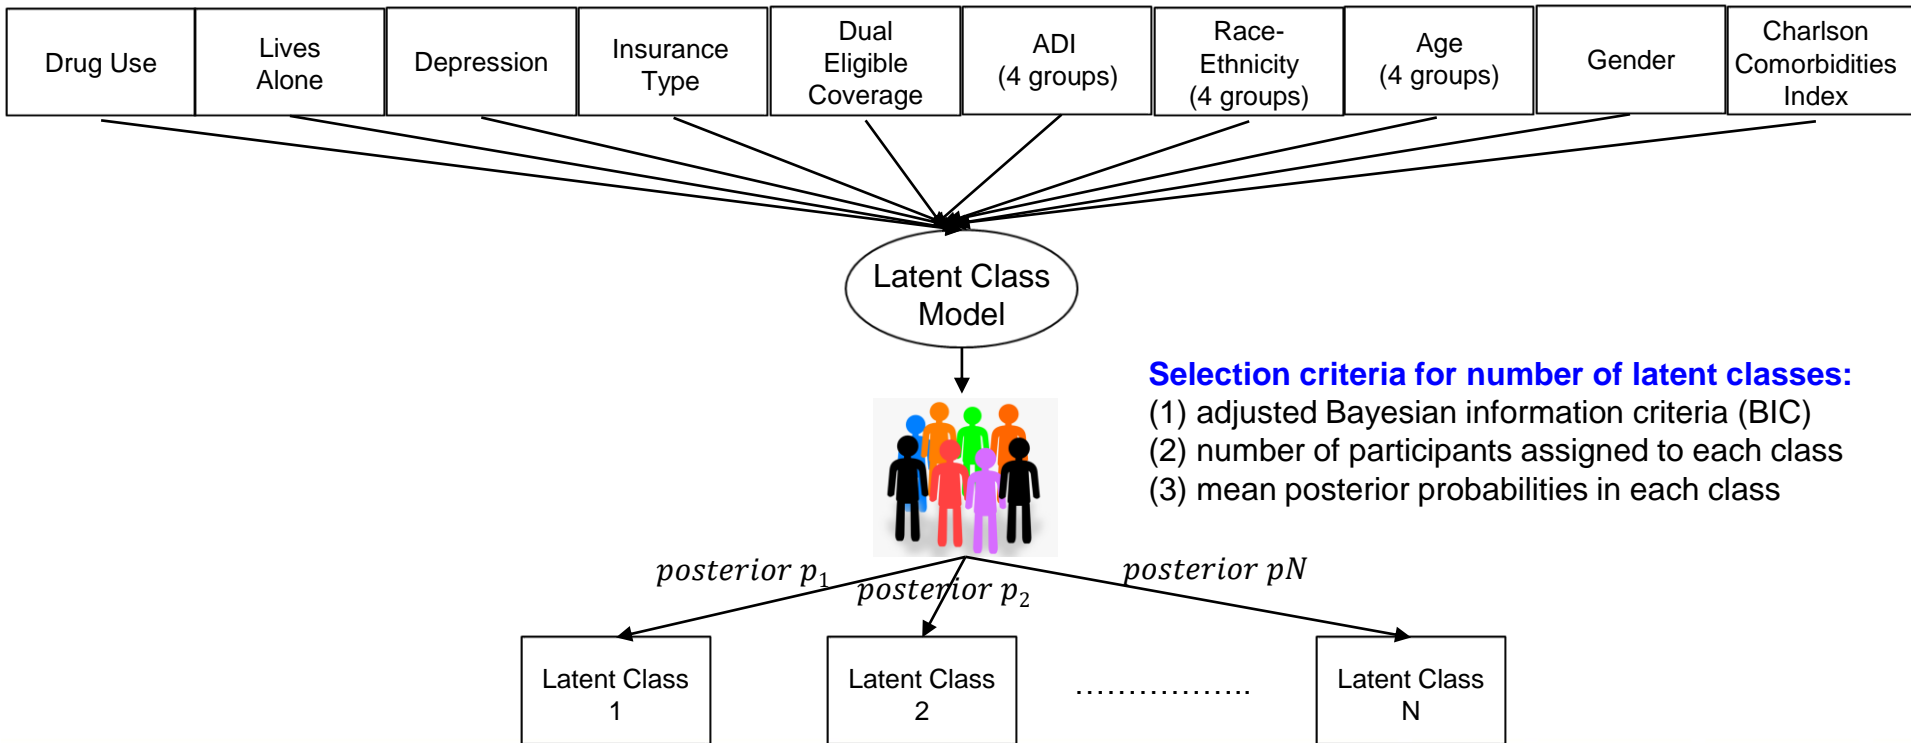 Drug Use
Lives
Alone
Depression
Insurance
Type
Dual
Eligible
Coverage
ADI
(4 groups)
Race-
Ethnicity
(4 groups)
Age
(4 groups)
Gender
Charlson
Comorbidities
Index
Latent Class
Model
Selection criteria for number of latent classes:
(1) adjusted Bayesian information criteria (BIC)
(2) number of participants assigned to each class
(3) mean posterior probabilities in each class
posterior p₁
posterior p₂
posterior pN
Latent Class
1
Latent Class
2
………………..
Latent Class
N